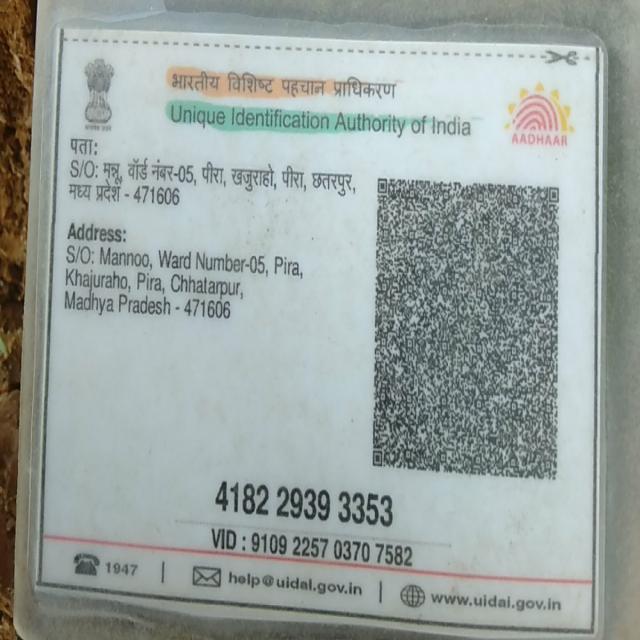 भारतीय विशिष्ट पहचान प्राधिकरण
Unique Identification Authority of India
AADHAAR
पता:
S/O: मन्नू, वॉर्ड नंबर-05, पीरा, खजुराहो, पीरा, छतरपुर,
मध्य प्रदेश - 471606
Address:
S/O: Mannoo, Ward Number-05, Pira,
Khajuraho, Pira, Chhatarpur,
Madhya Pradesh - 471606
4182 2939 3353
VID : 9109 2257 0370 7582
1947 | help@uidai.gov.in | www.uidai.gov.in